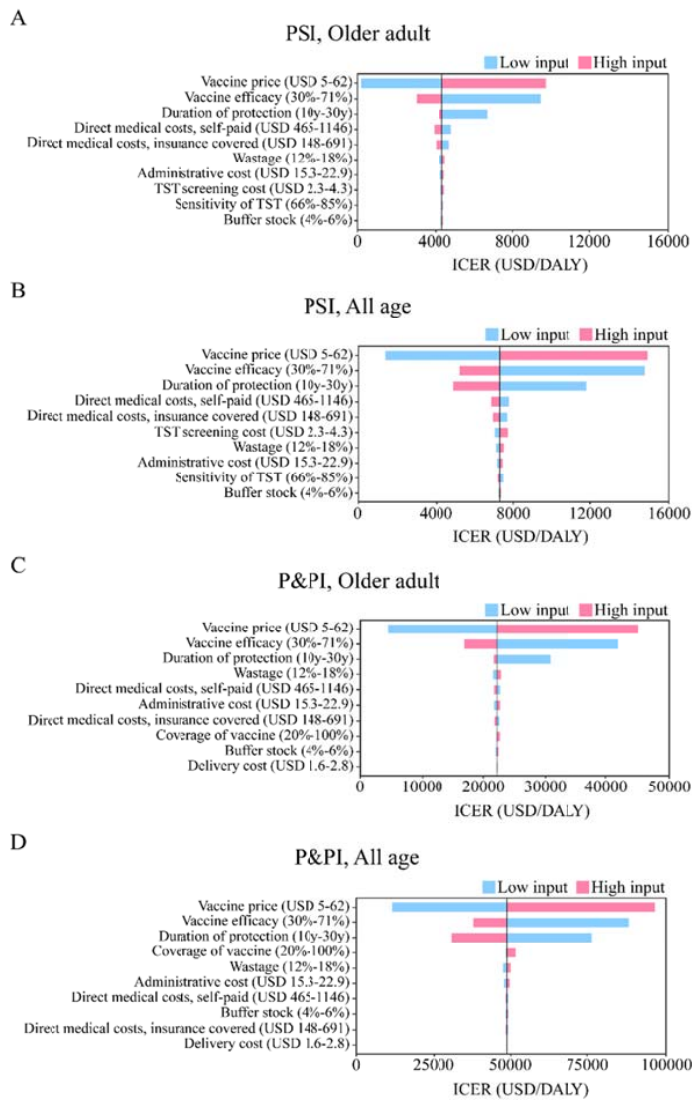 A
PSI, Older adult
Low input High input
Vaccine price (USD 5-62)
Vaccine efficacy (30%-71%)
Duration of protection (10y-30y)
Direct medical costs, self-paid (USD 465-1146)
Direct medical costs, insurance covered (USD 148-691)
Wastage (12%-18%)
Administrative cost (USD 15.3-22.9)
TST screening cost (USD 2.3-4.3)
Sensitivity of TST (66%-85%)
Buffer stock (4%-6%)
0 4000 8000 12000 16000
ICER (USD/DALY)
B
PSI, All age
Low input High input
Vaccine price (USD 5-62)
Vaccine efficacy (30%-71%)
Duration of protection (10y-30y)
Direct medical costs, self-paid (USD 465-1146)
Direct medical costs, insurance covered (USD 148-691)
TST screening cost (USD 2.3-4.3)
Wastage (12%-18%)
Administrative cost (USD 15.3-22.9)
Sensitivity of TST (66%-85%)
Buffer stock (4%-6%)
0 4000 8000 12000 16000
ICER (USD/DALY)
C
P&PI, Older adult
Low input High input
Vaccine price (USD 5-62)
Vaccine efficacy (30%-71%)
Duration of protection (10y-30y)
Wastage (12%-18%)
Direct medical costs, self-paid (USD 465-1146)
Administrative cost (USD 15.3-22.9)
Direct medical costs, insurance covered (USD 148-691)
Coverage of vaccine (20%-100%)
Buffer stock (4%-6%)
Delivery cost (USD 1.6-2.8)
0 10000 20000 30000 40000 50000
ICER (USD/DALY)
D
P&PI, All age
Low input High input
Vaccine price (USD 5-62)
Vaccine efficacy (30%-71%)
Duration of protection (10y-30y)
Coverage of vaccine (20%-100%)
Wastage (12%-18%)
Administrative cost (USD 15.3-22.9)
Direct medical costs, self-paid (USD 465-1146)
Buffer stock (4%-6%)
Direct medical costs, insurance covered (USD 148-691)
Delivery cost (USD 1.6-2.8)
0 25000 50000 75000 100000
ICER (USD/DALY)